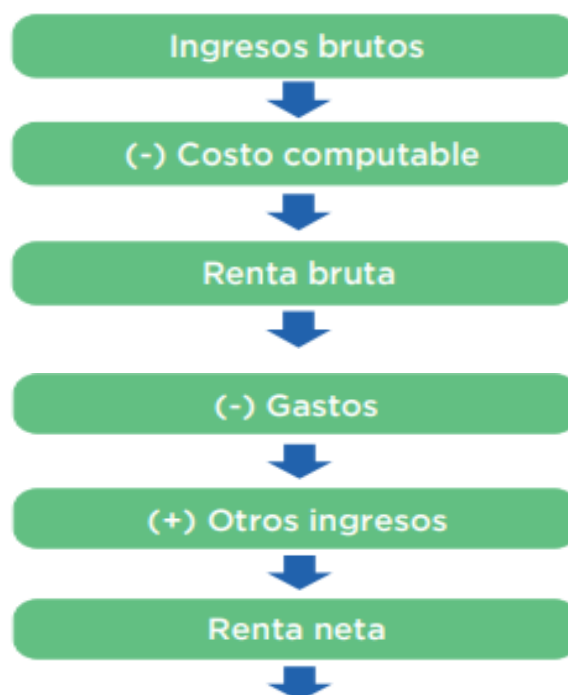 Ingresos brutos
(-) Costo computable
Renta bruta
(-) Gastos
(+) Otros ingresos
Renta neta